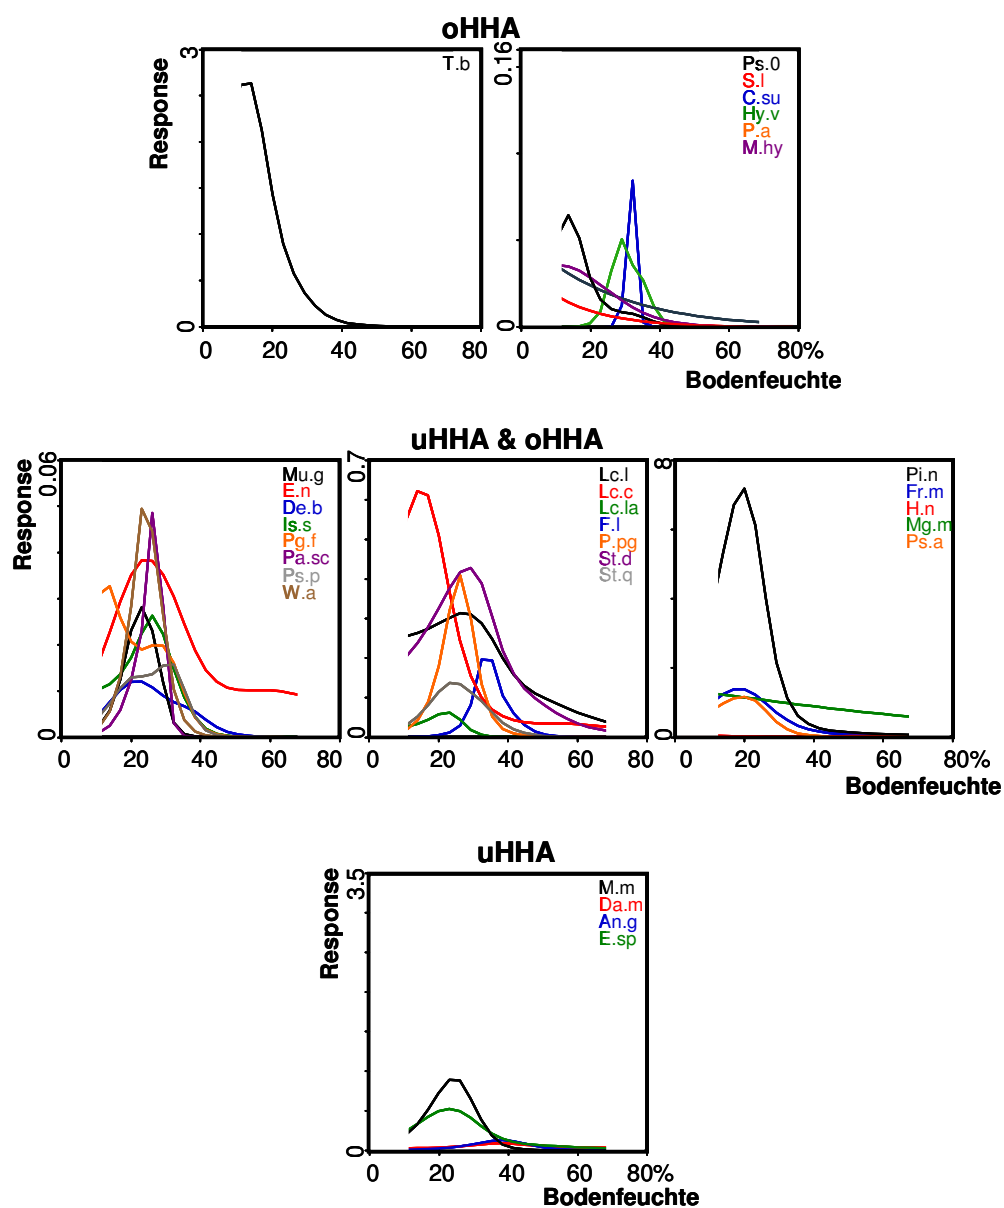 oHHA
3
0.16
Response
T.b
Ps.0
S.l
C.su
Hy.v
P.a
M.hy
0
0
0 20 40 60 80
0 20 40 60 80%
Bodenfeuchte
uHHA & oHHA
0.06
0.7
8
Response
Mu.g
E.n
De.b
Is.s
Pg.f
Pa.sc
Ps.p
W.a
Lc.l
Lc.c
Lc.la
F.l
P.pg
St.d
St.q
Pi.n
Fr.m
H.n
Mg.m
Ps.a
0
0
0
0 20 40 60 80
0 20 40 60 80
0 20 40 60 80%
Bodenfeuchte
uHHA
3.5
Response
M.m
Da.m
An.g
E.sp
0
0 20 40 60 80%
Bodenfeuchte